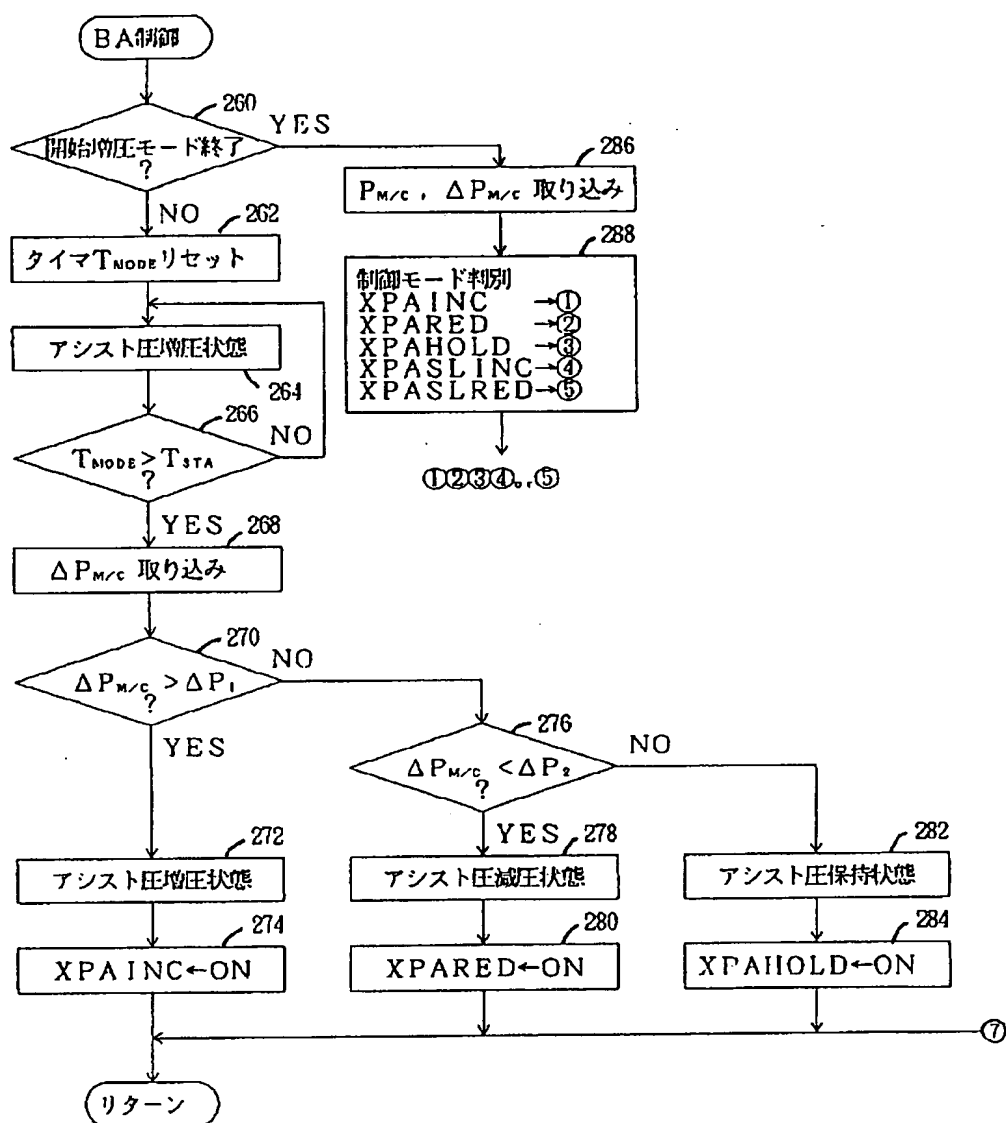 BA制御
260
開始増圧モード終了
?
YES
NO
286
PM/C, ΔPM/C 取り込み
262
タイマTMODEリセット
288
制御モード判別
XPAINC →①
XPARED →②
XPAHOLD →③
XPASLINC→④
XPASLRED→⑤
①②③④,,⑤
アシスト圧増圧状態
264
266
NO
TMODE>TSTA
?
YES
268
ΔPM/C 取り込み
270
NO
ΔPM/C>ΔP1
?
YES
276
NO
ΔPM/C<ΔP2
?
YES
272
アシスト圧増圧状態
278
アシスト圧減圧状態
282
アシスト圧保持状態
274
XPAINC←ON
280
XPARED←ON
284
XPAHOLD←ON
⑦
リターン